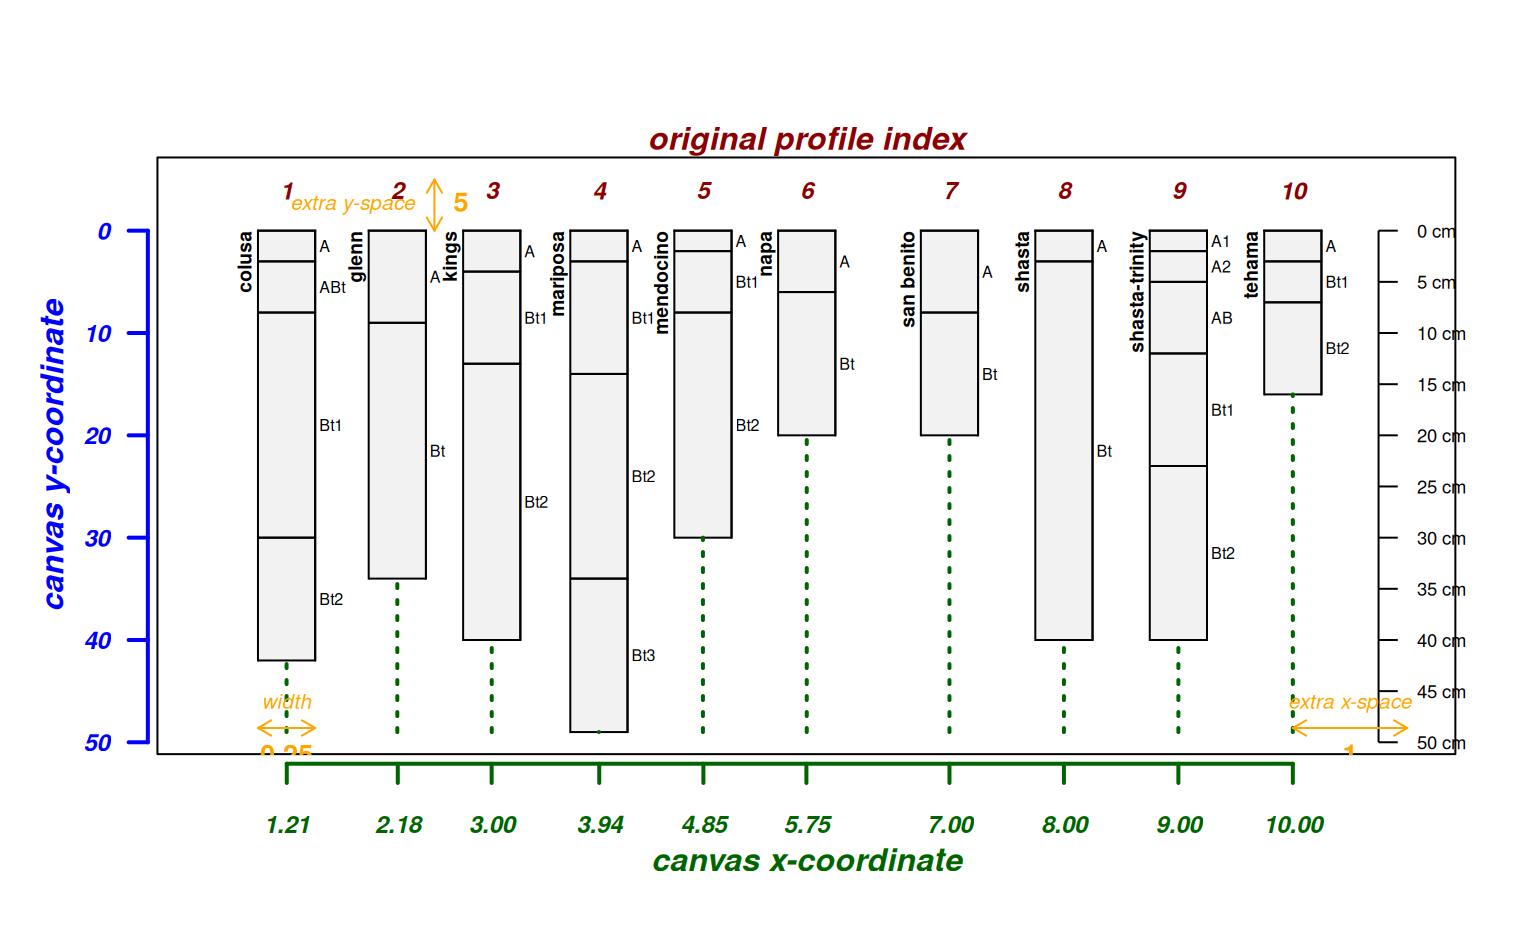 original profile index
1 2 3 4 5 6 7 8 9 10
extra y-space 5
canvas y-coordinate
0
10
20
30
40
50
colusa
A
ABt
Bt1
Bt2
glenn
A
Bt
kings
A
Bt1
Bt2
mariposa
A
Bt1
Bt2
Bt3
mendocino
A
Bt1
Bt2
napa
A
Bt
san benito
A
Bt
shasta
A
Bt
shasta-trinity
A1
A2
AB
Bt1
Bt2
tehama
A
Bt1
Bt2
0 cm
5 cm
10 cm
15 cm
20 cm
25 cm
30 cm
35 cm
40 cm
45 cm
50 cm
width
0.25
extra x-space
1
1.21 2.18 3.00 3.94 4.85 5.75 7.00 8.00 9.00 10.00
canvas x-coordinate